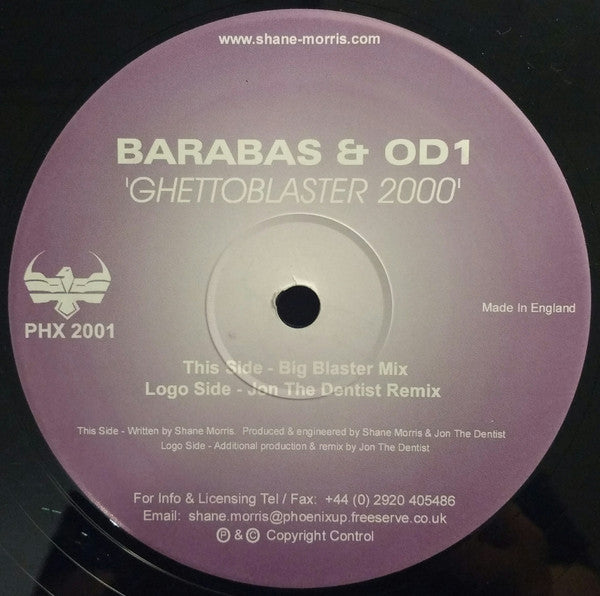 www.shane-morris.com
BARABAS & OD1
'GHETTOBLASTER 2000'
PHX 2001
Made In England
This Side - Big Blaster Mix
Logo Side - Jon The Dentist Remix
This Side - Written by Shane Morris. Produced & engineered by Shane Morris & Jon The Dentist
Logo Side - Additional production & remix by Jon The Dentist
For Info & Licensing Tel / Fax: +44 (0) 2920 405486
Email: shane.morris@phoenixup.freeserve.co.uk
℗ & © Copyright Control